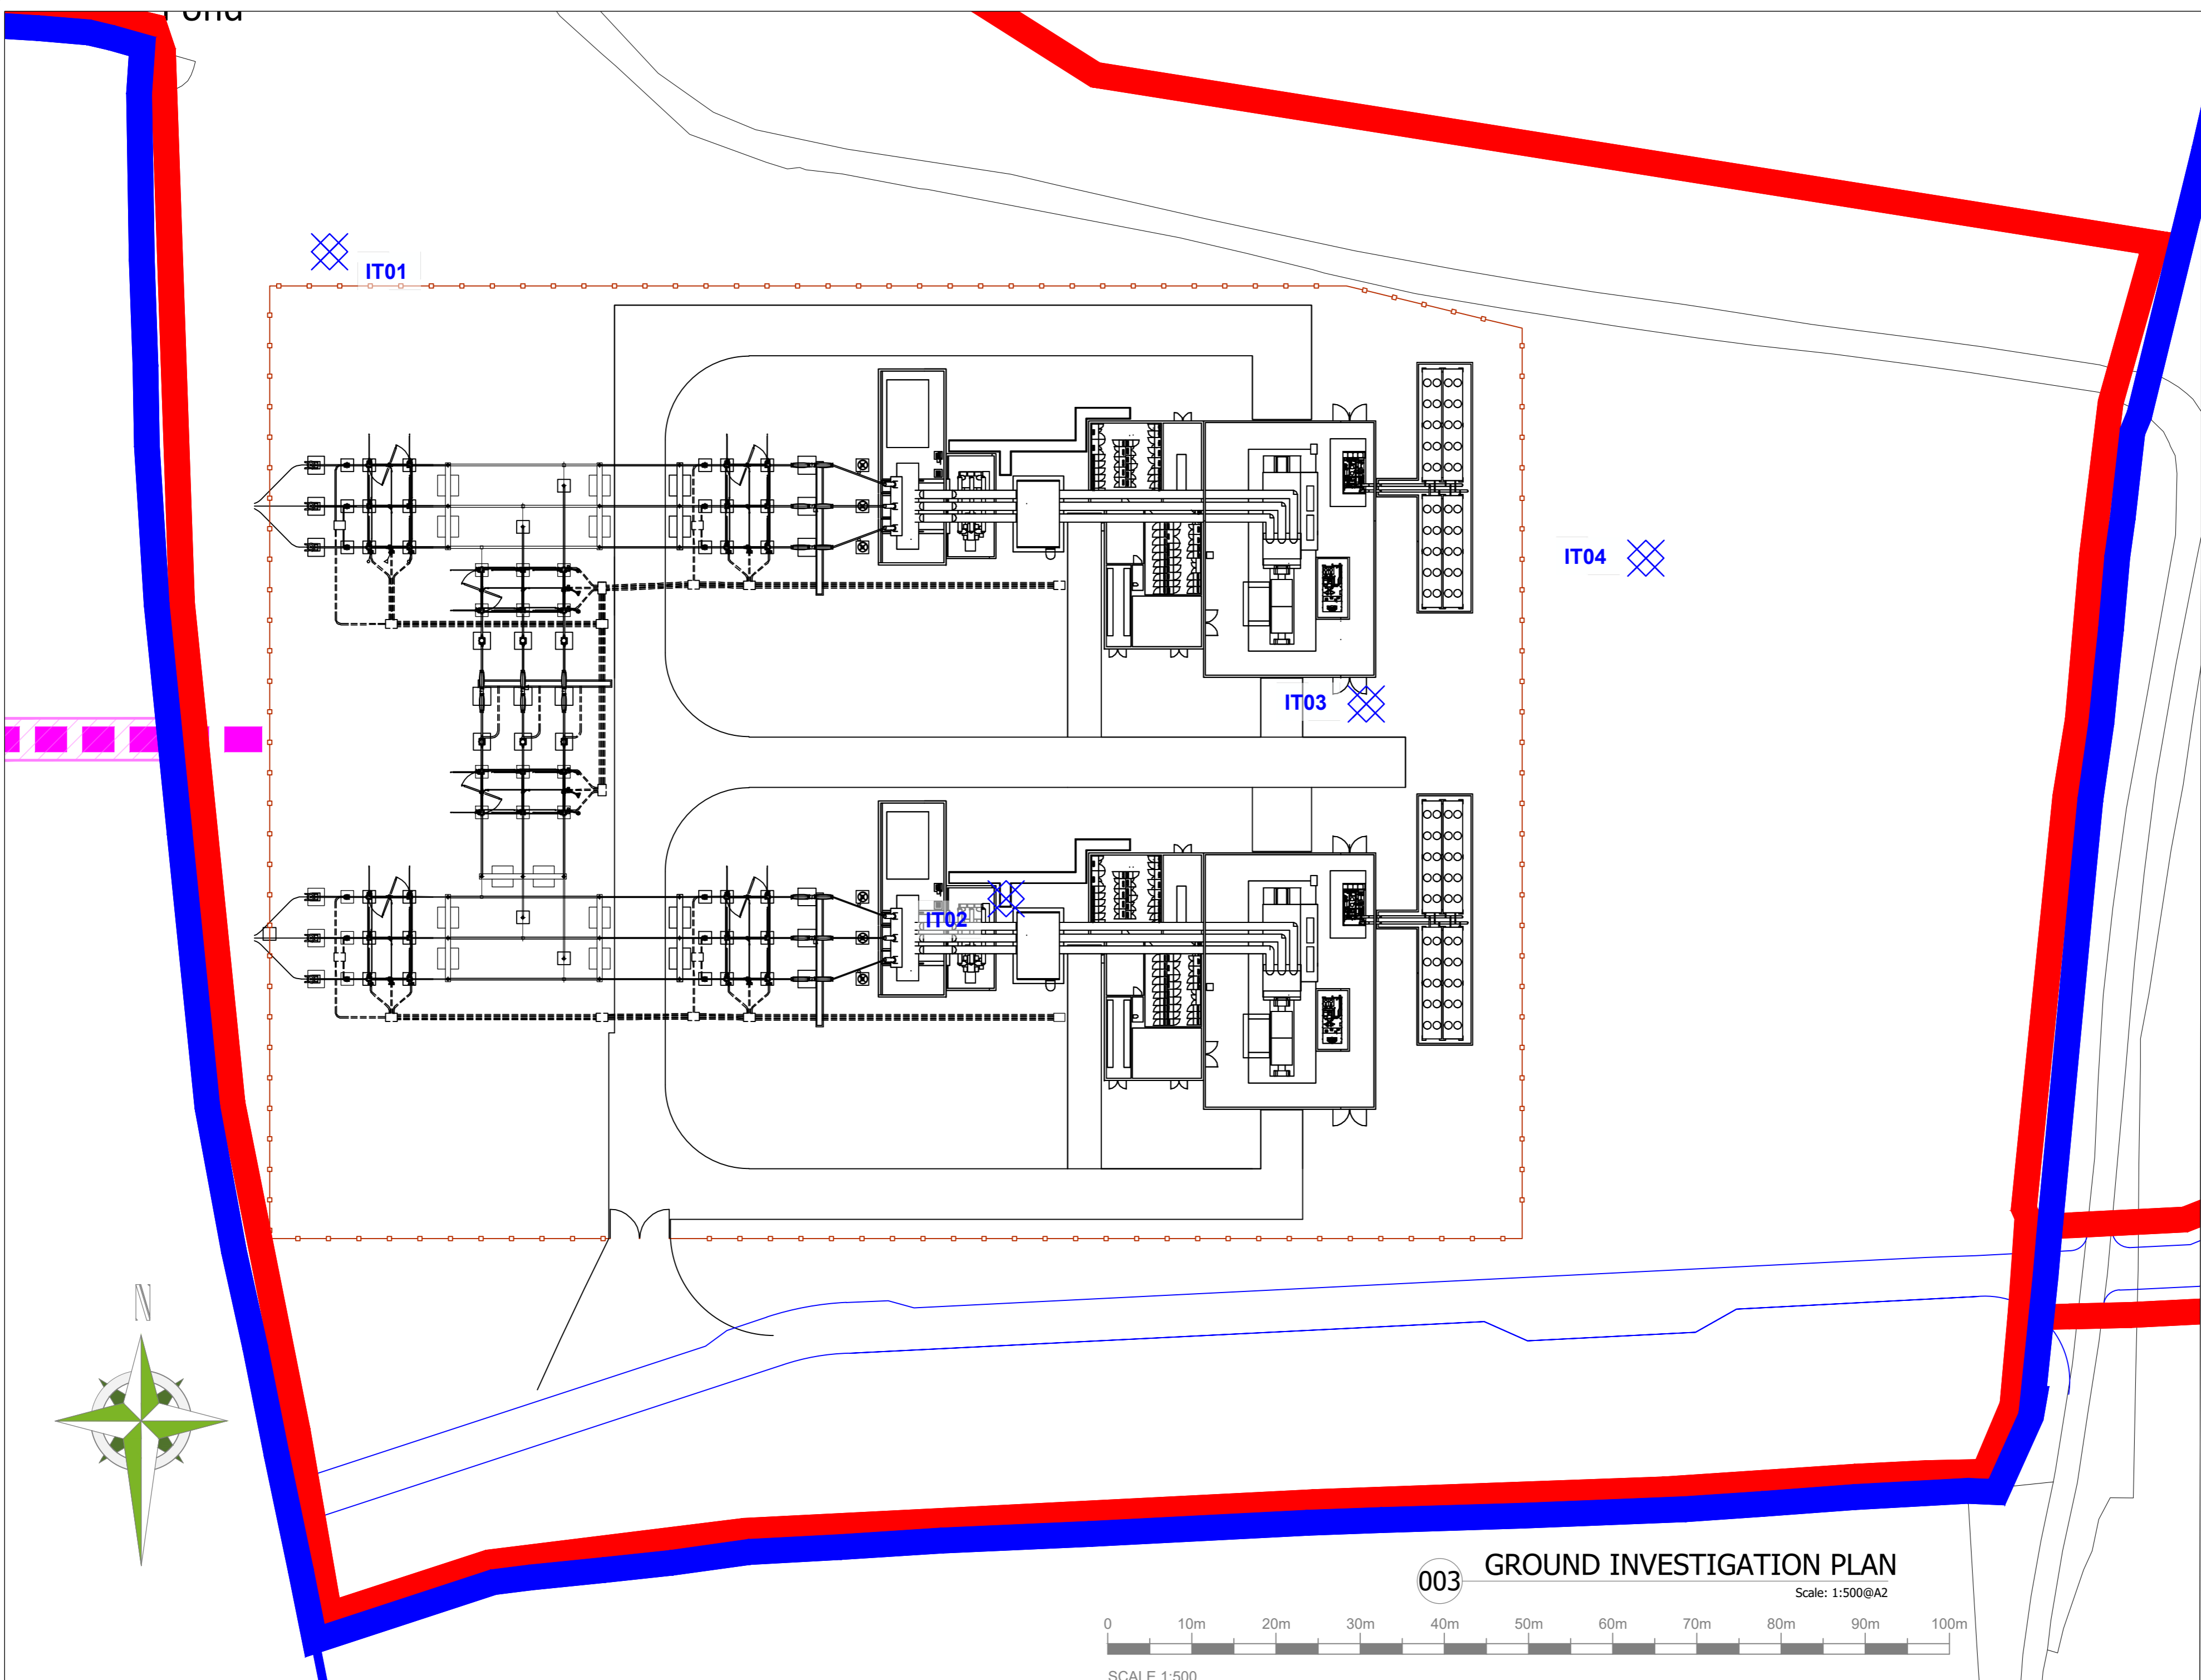 Pond
IT01
IT04
IT03
IT02
N
003
GROUND INVESTIGATION PLAN
Scale: 1:500@A2
0 10m 20m 30m 40m 50m 60m 70m 80m 90m 100m
SCALE 1:500